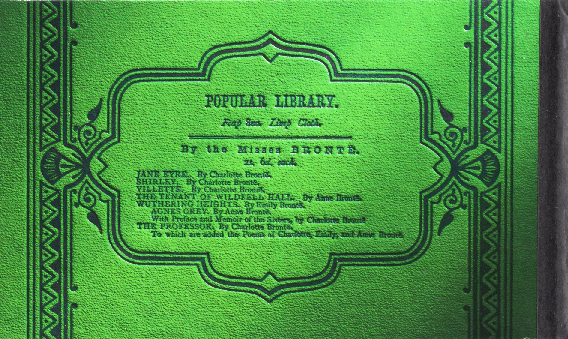 POPULAR LIBRARY.
Fcap 8vo. Limp Cloth.
By the Misses BRONTË.
2s. 6d. each.
JANE EYRE. By Charlotte Brontë.
SHIRLEY. By Charlotte Brontë.
VILLETTE. By Charlotte Brontë.
THE TENANT OF WILDFELL HALL. By Anne Brontë.
WUTHERING HEIGHTS. By Emily Brontë.
AGNES GREY. By Anne Brontë.
With Preface and Memoir of the Sisters, by Charlotte Brontë
THE PROFESSOR. By Charlotte Brontë.
To which are added the Poems of Charlotte, Emily, and Anne Brontë.